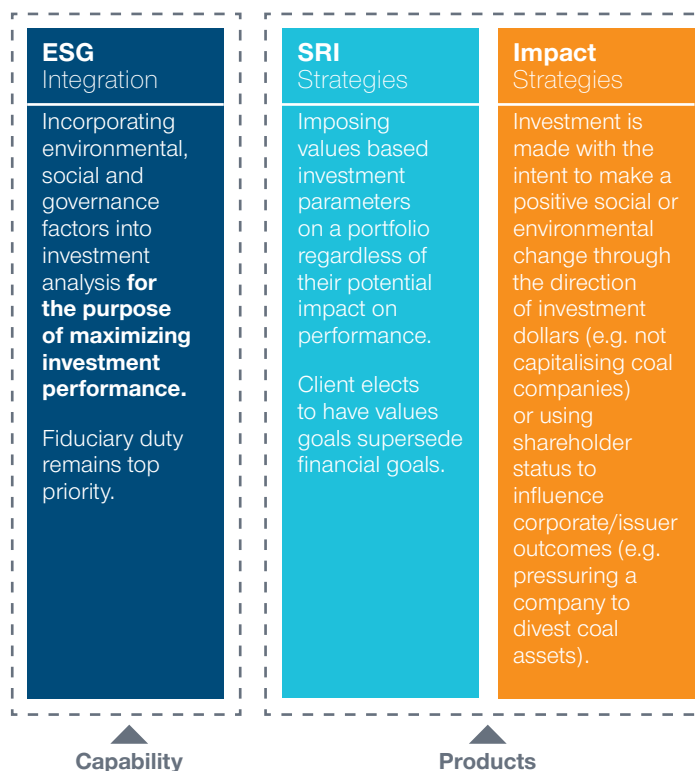 ESG
Integration
Incorporating
environmental,
social and
governance
factors into
investment
analysis for
the purpose
of maximizing
investment
performance.
Fiduciary duty
remains top
priority.
SRI
Strategies
Imposing
values based
investment
parameters
on a portfolio
regardless of
their potential
impact on
performance.
Client elects
to have values
goals supersede
financial goals.
Impact
Strategies
Investment is
made with the
intent to make a
positive social or
environmental
change through
the direction
of investment
dollars (e.g. not
capitalising coal
companies)
or using
shareholder
status to
influence
corporate/issuer
outcomes (e.g.
pressuring a
company to
divest coal
assets).
Capability
Products